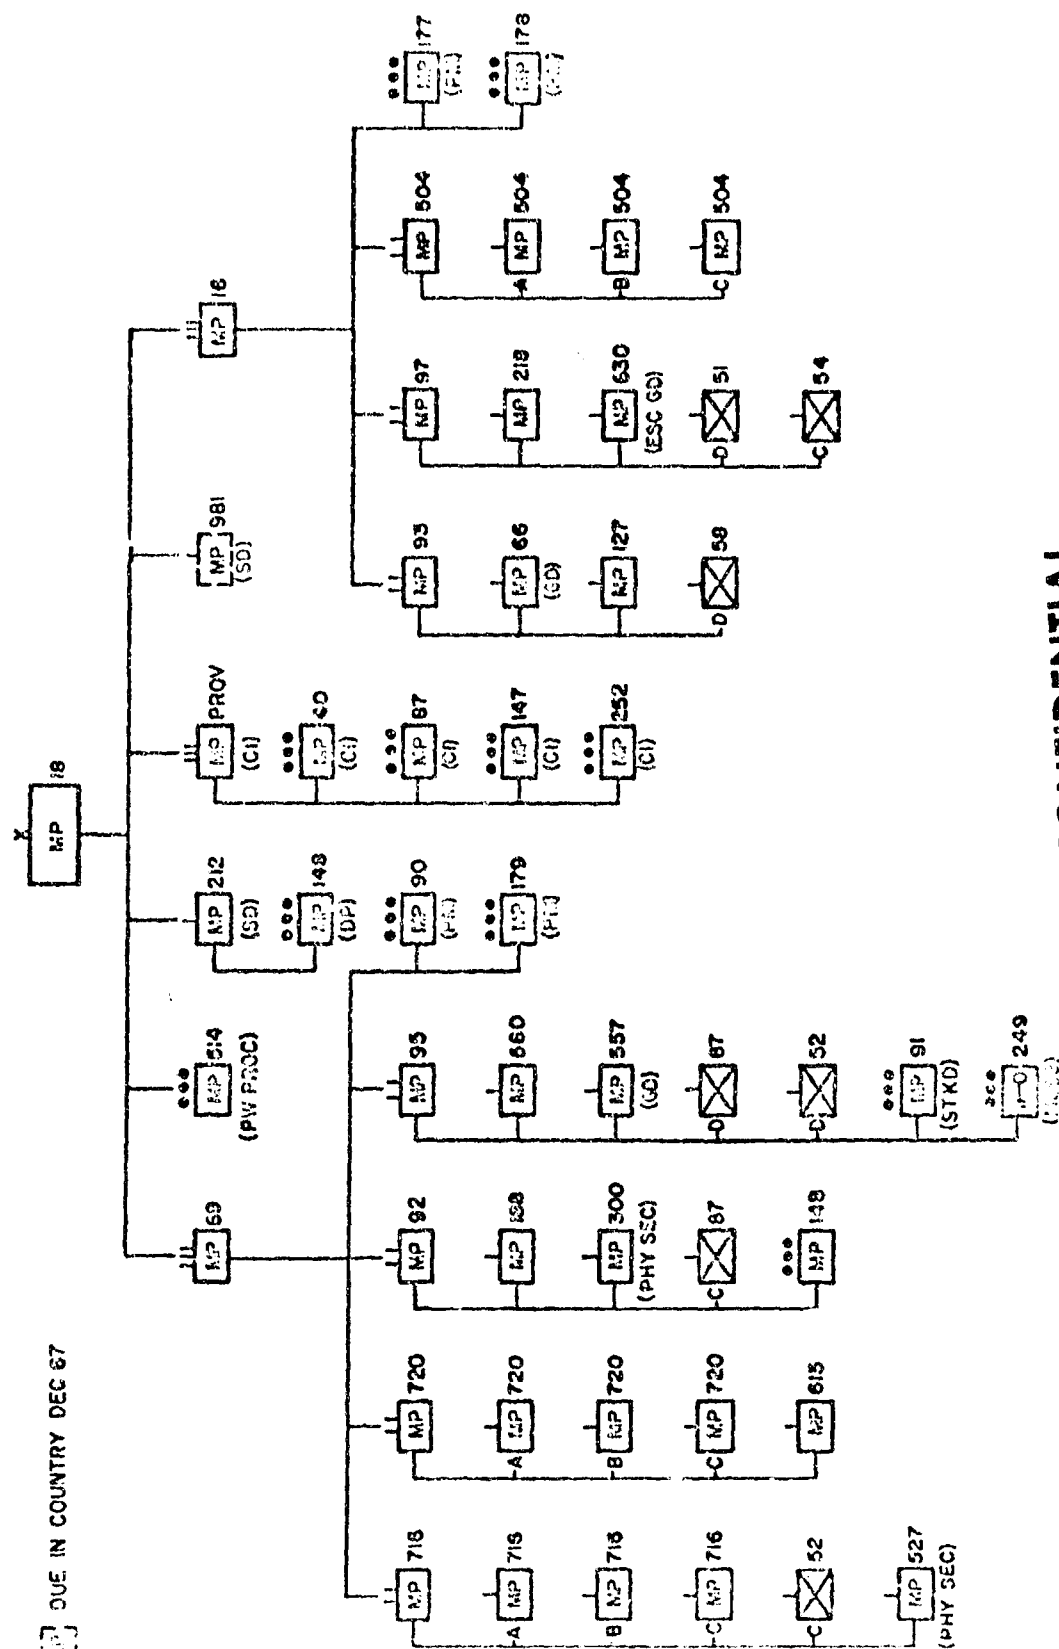 DUE IN COUNTRY DEC 67
MP 18
MP 69
MP 514
(PW PROC)
MP 212
(SD)
MP 148
(DP)
MP PROV
(CI)
MP 40
(CI)
MP 87
(CI)
MP 147
(CI)
MP 252
(CI)
MP 981
(SD)
MP 16
MP 716
A MP 716
B MP 716
C MP 716
C 52
MP 527
(PHY SEC)
MP 720
A MP 720
B MP 720
C MP 720
MP 615
MP 92
MP
MP 300
(PHY SEC)
C 87
MP 148
MP 95
MP 560
MP 557
(GD)
D 87
D 52
MP 91
(STKD)
249
MP 90
MP 179
MP 93
MP 66
(GD)
MP 127
D 58
MP 97
MP 218
MP 630
(ESC GD)
D 51
C 54
MP 504
A MP 504
B MP 504
C MP 504
MP 177
MP 178
CONFIDENTIAL